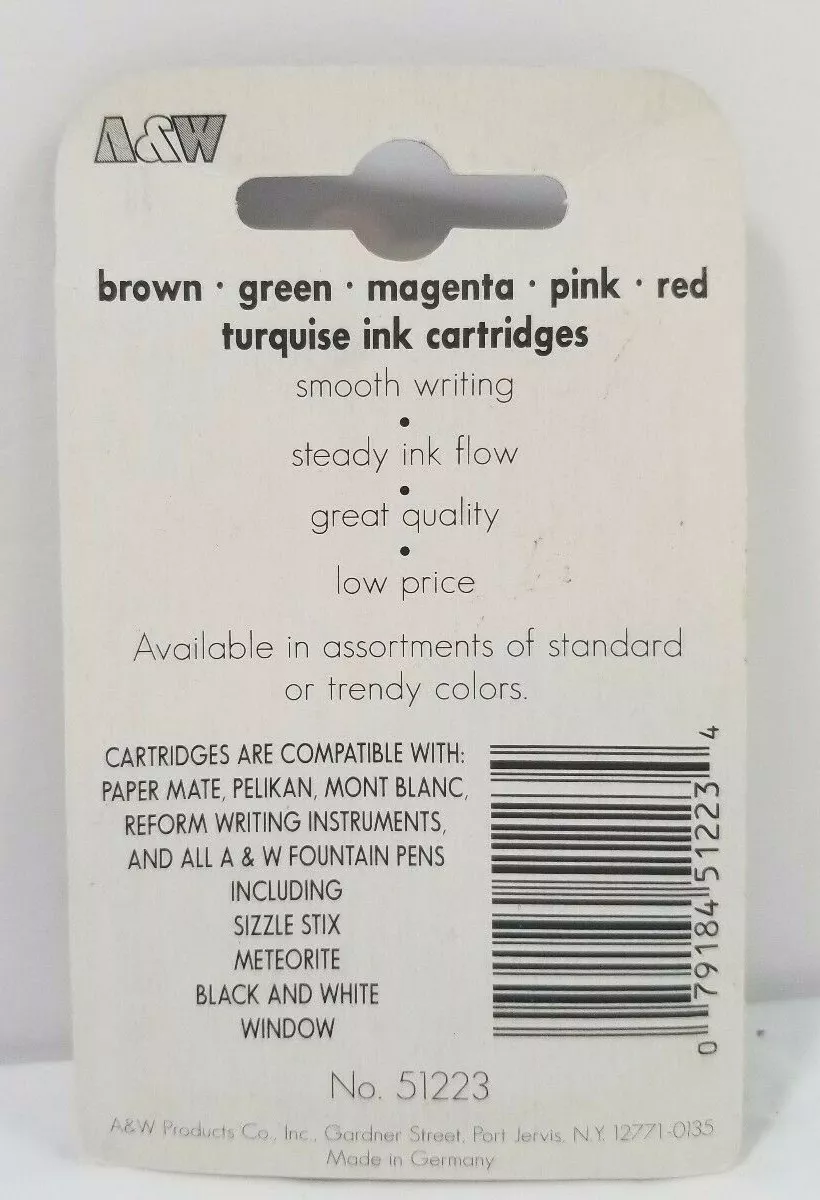 A&W
brown · green · magenta · pink · red
turquise ink cartridges
smooth writing
•
steady ink flow
•
great quality
•
low price
Available in assortments of standard
or trendy colors.
CARTRIDGES ARE COMPATIBLE WITH:
PAPER MATE, PELIKAN, MONT BLANC,
REFORM WRITING INSTRUMENTS,
AND ALL A & W FOUNTAIN PENS
INCLUDING
SIZZLE STIX
METEORITE
BLACK AND WHITE
WINDOW
0 79184 51223 4
No. 51223
A&W Products Co., Inc., Gardner Street, Port Jervis, N.Y. 12771-0135
Made in Germany